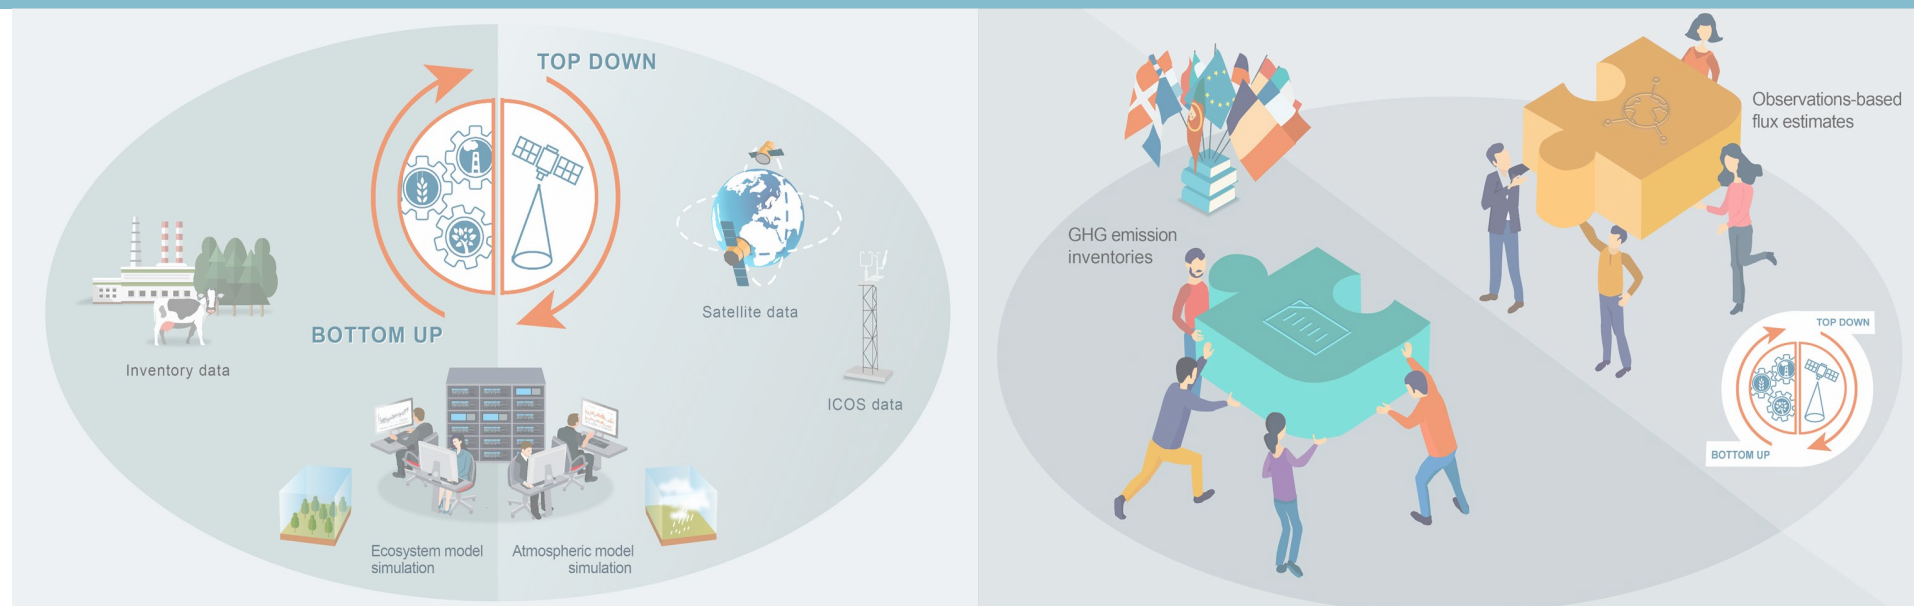 TOP DOWN
BOTTOM UP
Inventory data
Satellite data
ICOS data
Ecosystem model
simulation
Atmospheric model
simulation
GHG emission
inventories
Observations-based
flux estimates
TOP DOWN
BOTTOM UP